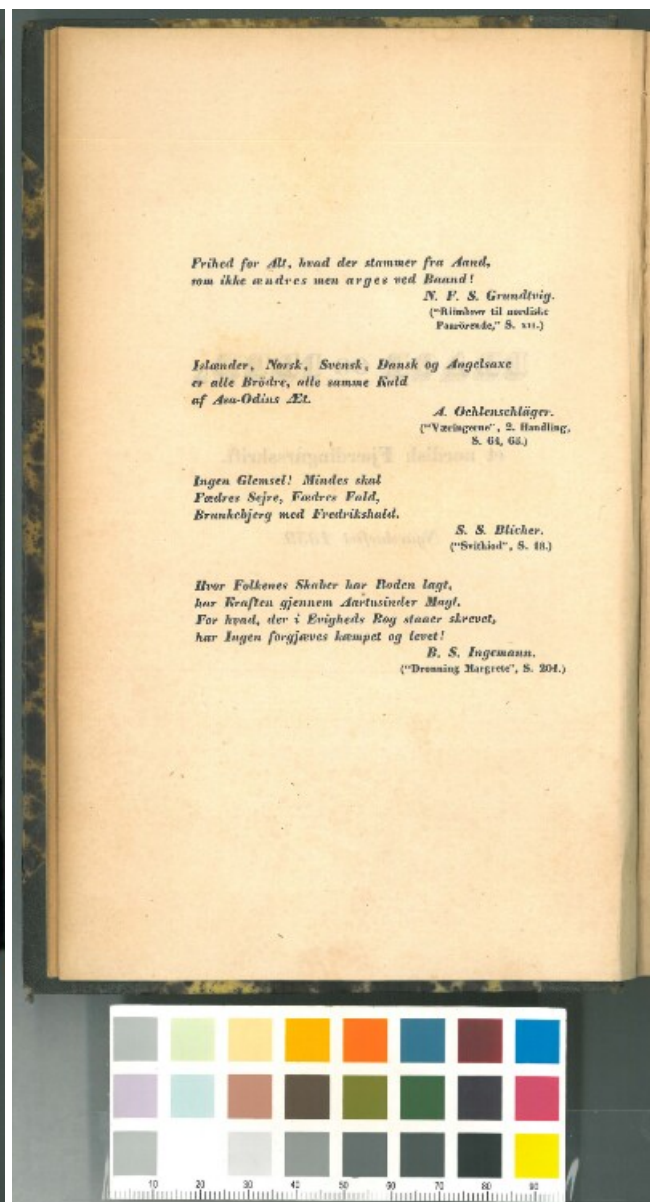 Frihed for Alt, hvad der stammer fra Aand,
som ikke ændres men arges ved Baand!
N. F. S. Grundtvig.
("Rimbrev til nordiske
Paarörende," S. XII.)
Islænder, Norsk, Svensk, Dansk og Angelsaxe
er alle Brödre, alle samme Kuld
af Asa-Odins Æt.
A. Oehlenschläger.
("Væringerne", 2. Handling,
S. 64, 65.)
Ingen Glemsel! Mindes skal
Fædres Sejre, Fædres Fald,
Brunkebjerg med Fredrikshald.
S. S. Blicher.
("Svithiod", S. 18.)
Hvor Folkenes Skaber har Roden lagt,
har Kraften gjennem Aartusinder Magt.
For hvad, der i Evigheds Bog staaer skrevet,
har Ingen forgjæves kæmpet og levet!
B. S. Ingemann.
("Dronning Margrete", S. 204.)
10 20 30 40 50 60 70 80 90